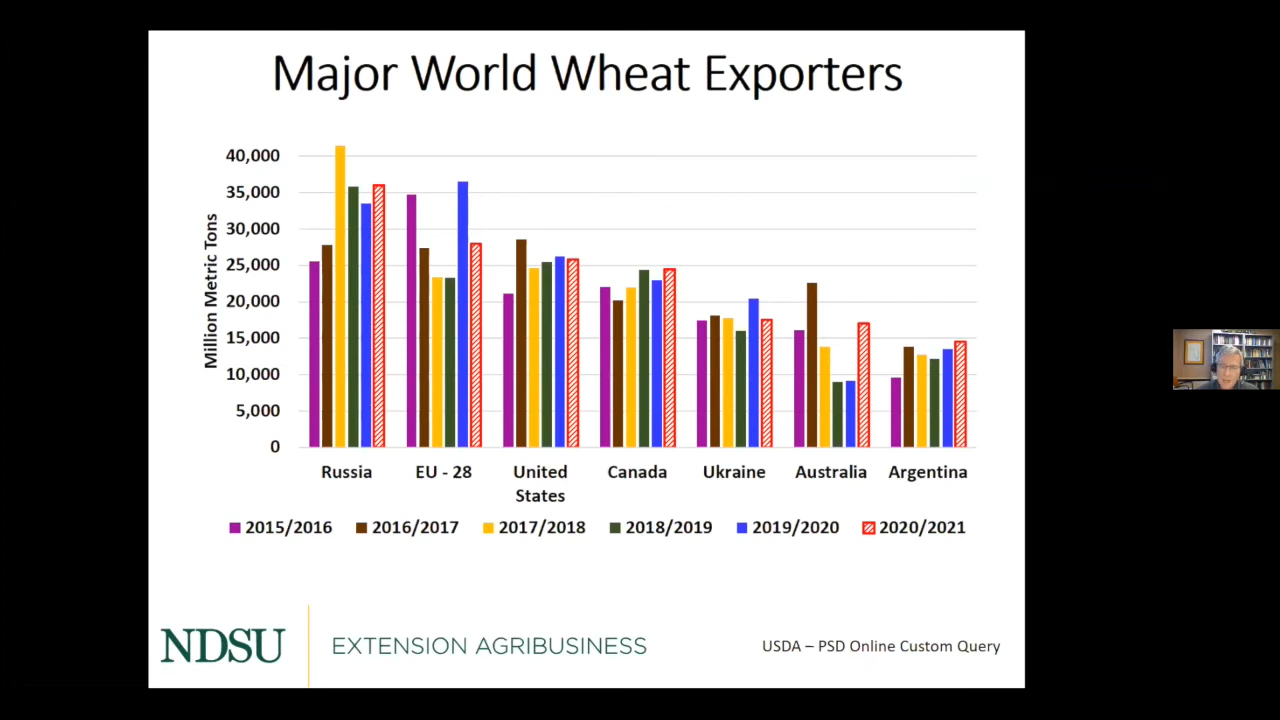 Major World Wheat Exporters
Million Metric Tons
40,000
35,000
30,000
25,000
20,000
15,000
10,000
5,000
0
Russia EU - 28 United States Canada Ukraine Australia Argentina
2015/2016 2016/2017 2017/2018 2018/2019 2019/2020 2020/2021
NDSU EXTENSION AGRIBUSINESS USDA – PSD Online Custom Query